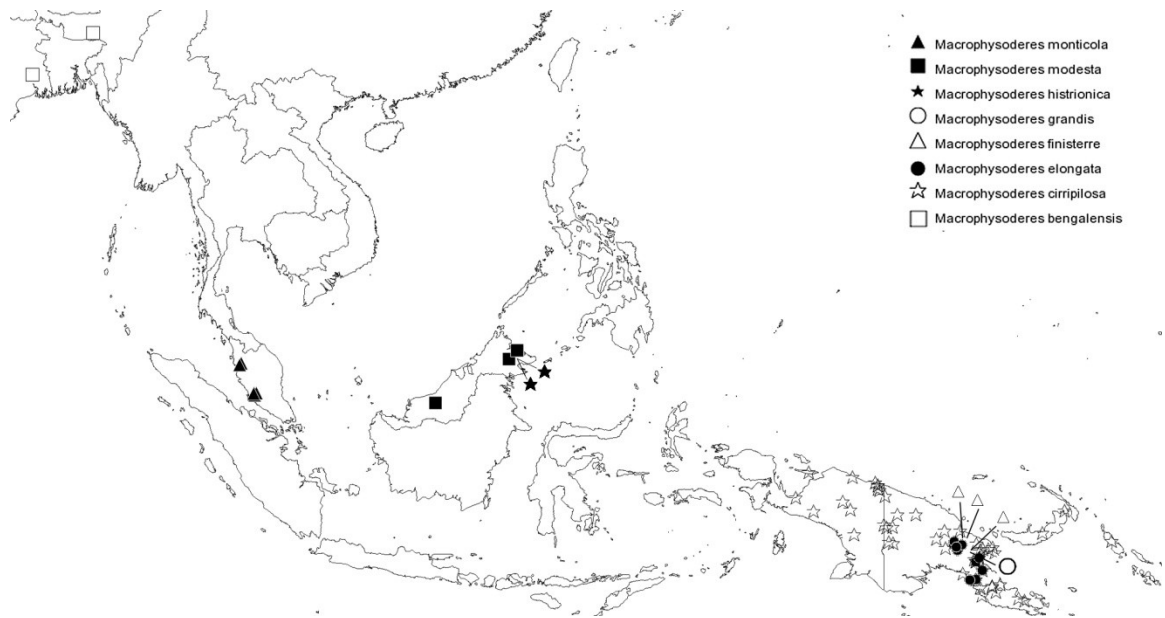 Macrophysoderes monticola
Macrophysoderes modesta
Macrophysoderes histrionica
Macrophysoderes grandis
Macrophysoderes finisterre
Macrophysoderes elongata
Macrophysoderes cirripilosa
Macrophysoderes bengalensis